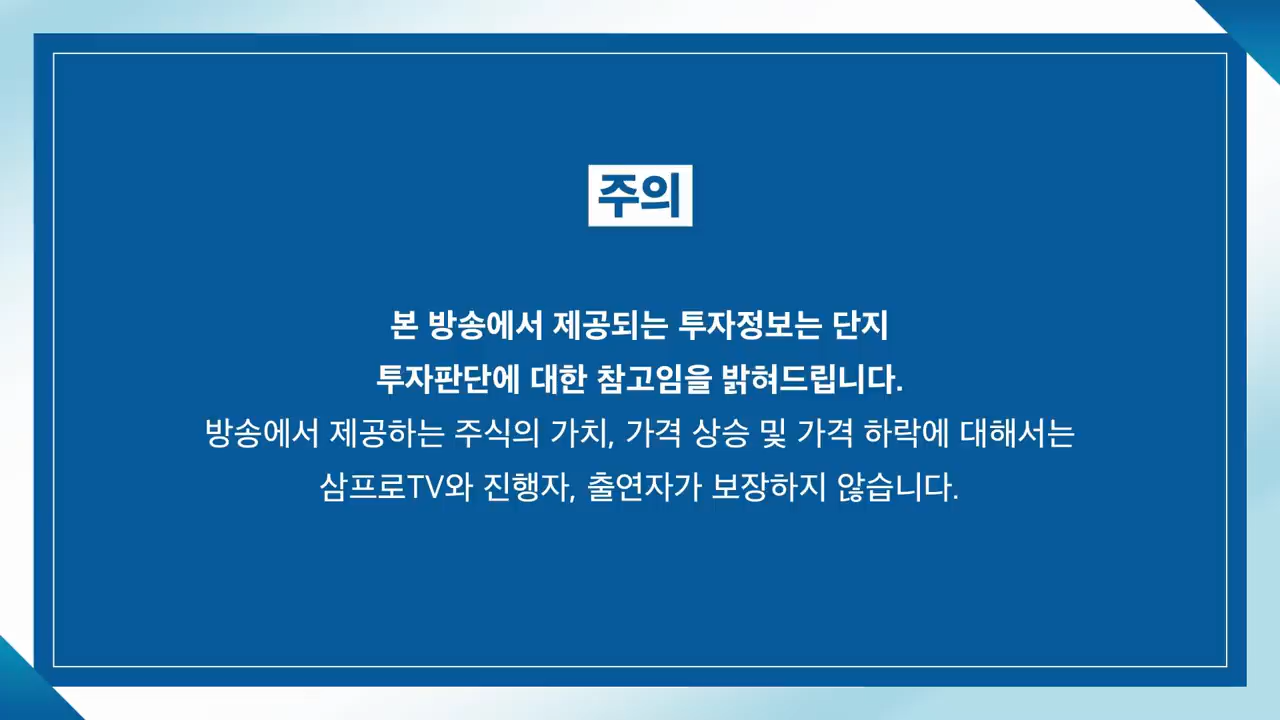 주의
본 방송에서 제공되는 투자정보는 단지
투자판단에 대한 참고임을 밝혀드립니다.
방송에서 제공하는 주식의 가치, 가격 상승 및 가격 하락에 대해서는
삼프로TV와 진행자, 출연자가 보장하지 않습니다.